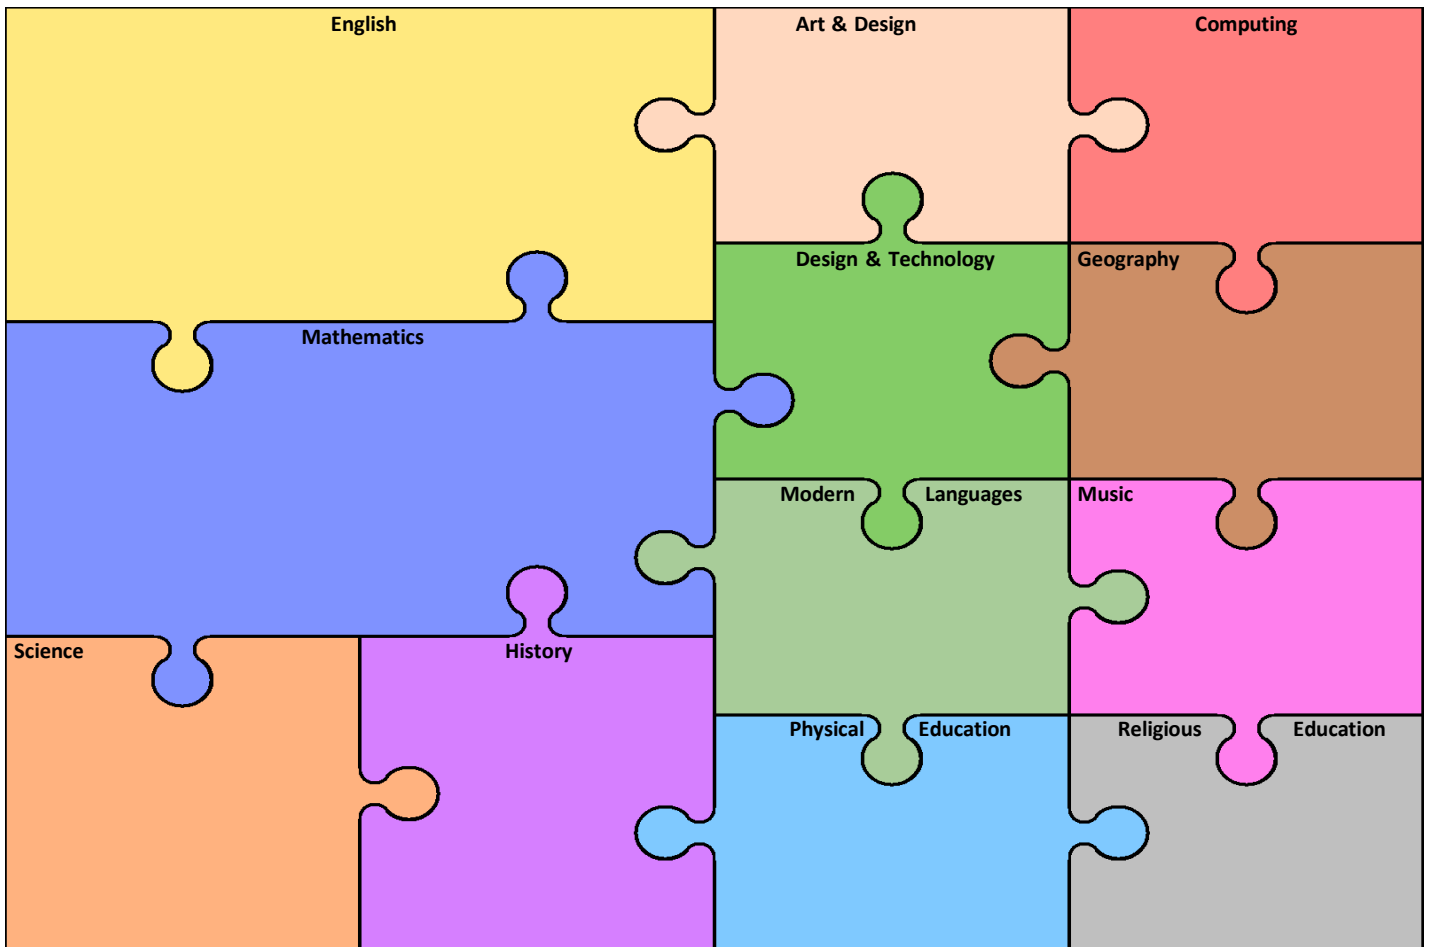 English
Art & Design
Computing
Design & Technology
Geography
Mathematics
Modern Languages
Music
Science
History
Physical Education
Religious Education